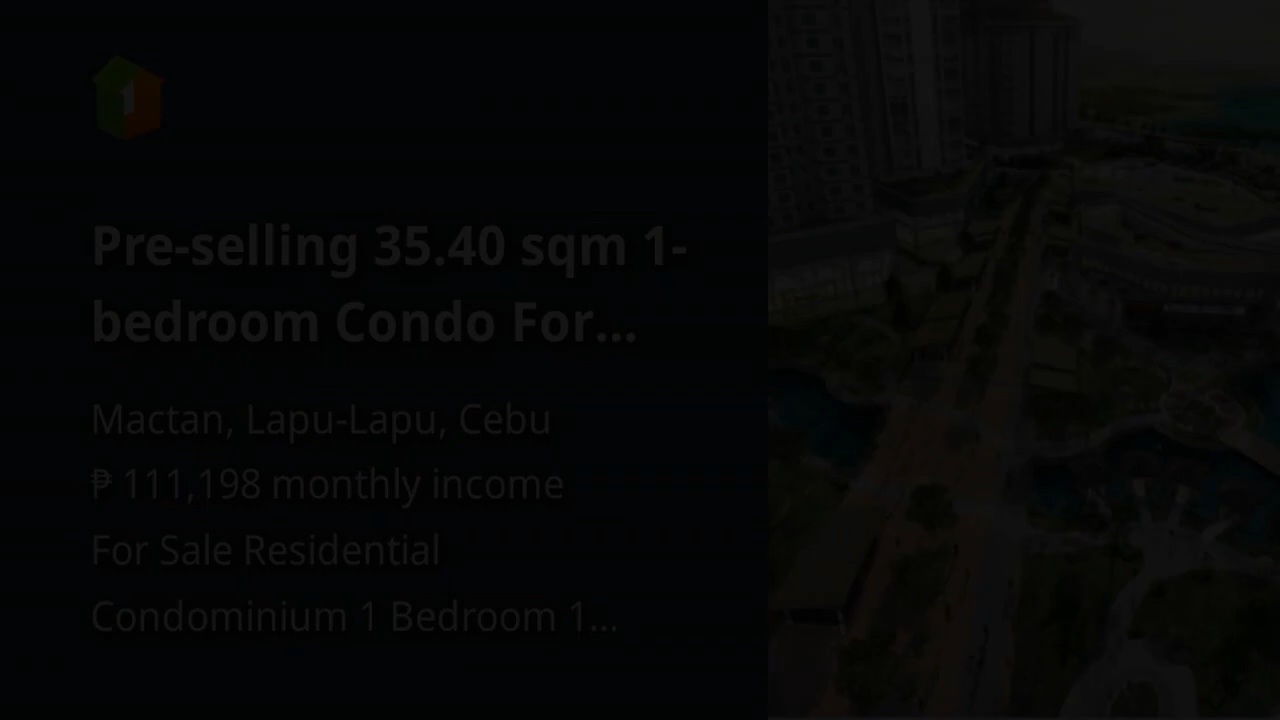 Pre-selling 35.40 sqm 1-
bedroom Condo For...
Mactan, Lapu-Lapu, Cebu
₱ 111,198 monthly income
For Sale Residential
Condominium 1 Bedroom 1...